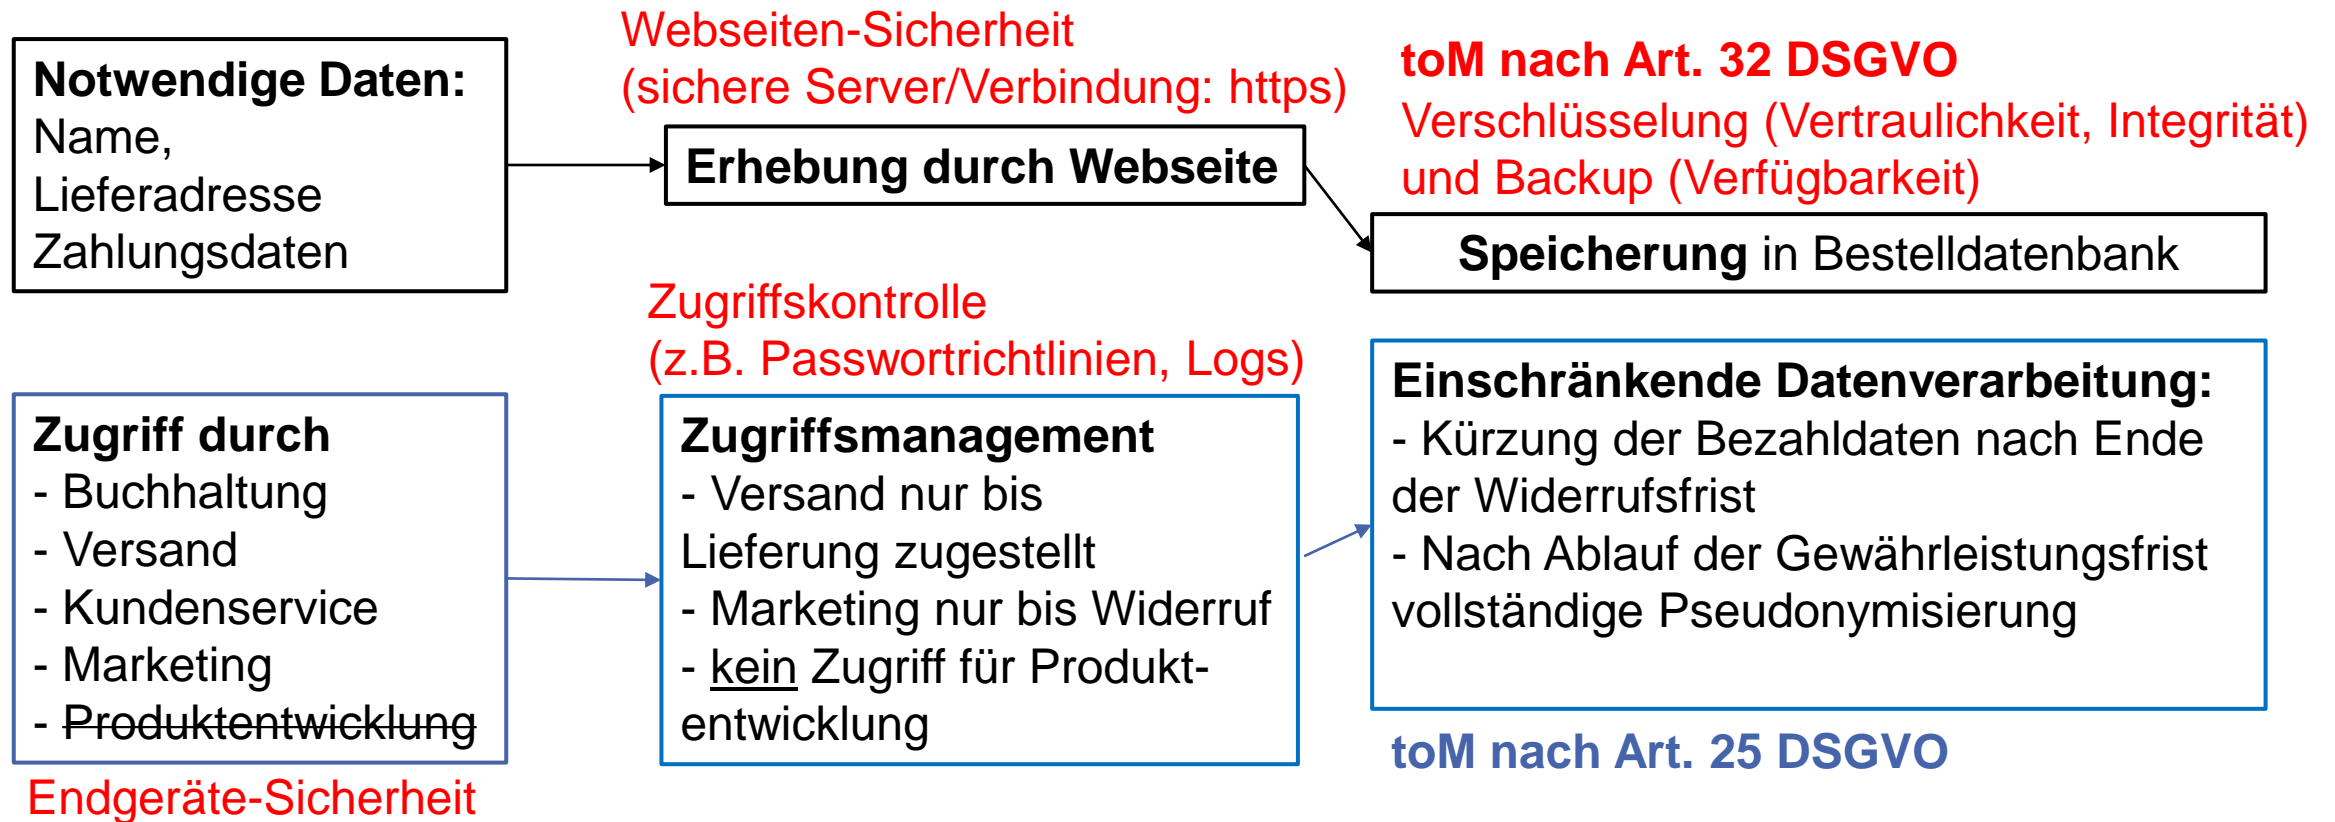 Webseiten-Sicherheit
(sichere Server/Verbindung: https)
toM nach Art. 32 DSGVO
Verschlüsselung (Vertraulichkeit, Integrität)
und Backup (Verfügbarkeit)
Notwendige Daten:
Name,
Lieferadresse
Zahlungsdaten
Erhebung durch Webseite
Speicherung in Bestelldatenbank
Zugriffskontrolle
(z.B. Passwortrichtlinien, Logs)
Zugriff durch
- Buchhaltung
- Versand
- Kundenservice
- Marketing
- Produktentwicklung
Endgeräte-Sicherheit
Zugriffsmanagement
- Versand nur bis
Lieferung zugestellt
- Marketing nur bis Widerruf
- kein Zugriff für Produkt-
entwicklung
Einschränkende Datenverarbeitung:
- Kürzung der Bezahldaten nach Ende
der Widerrufsfrist
- Nach Ablauf der Gewährleistungsfrist
vollständige Pseudonymisierung
toM nach Art. 25 DSGVO